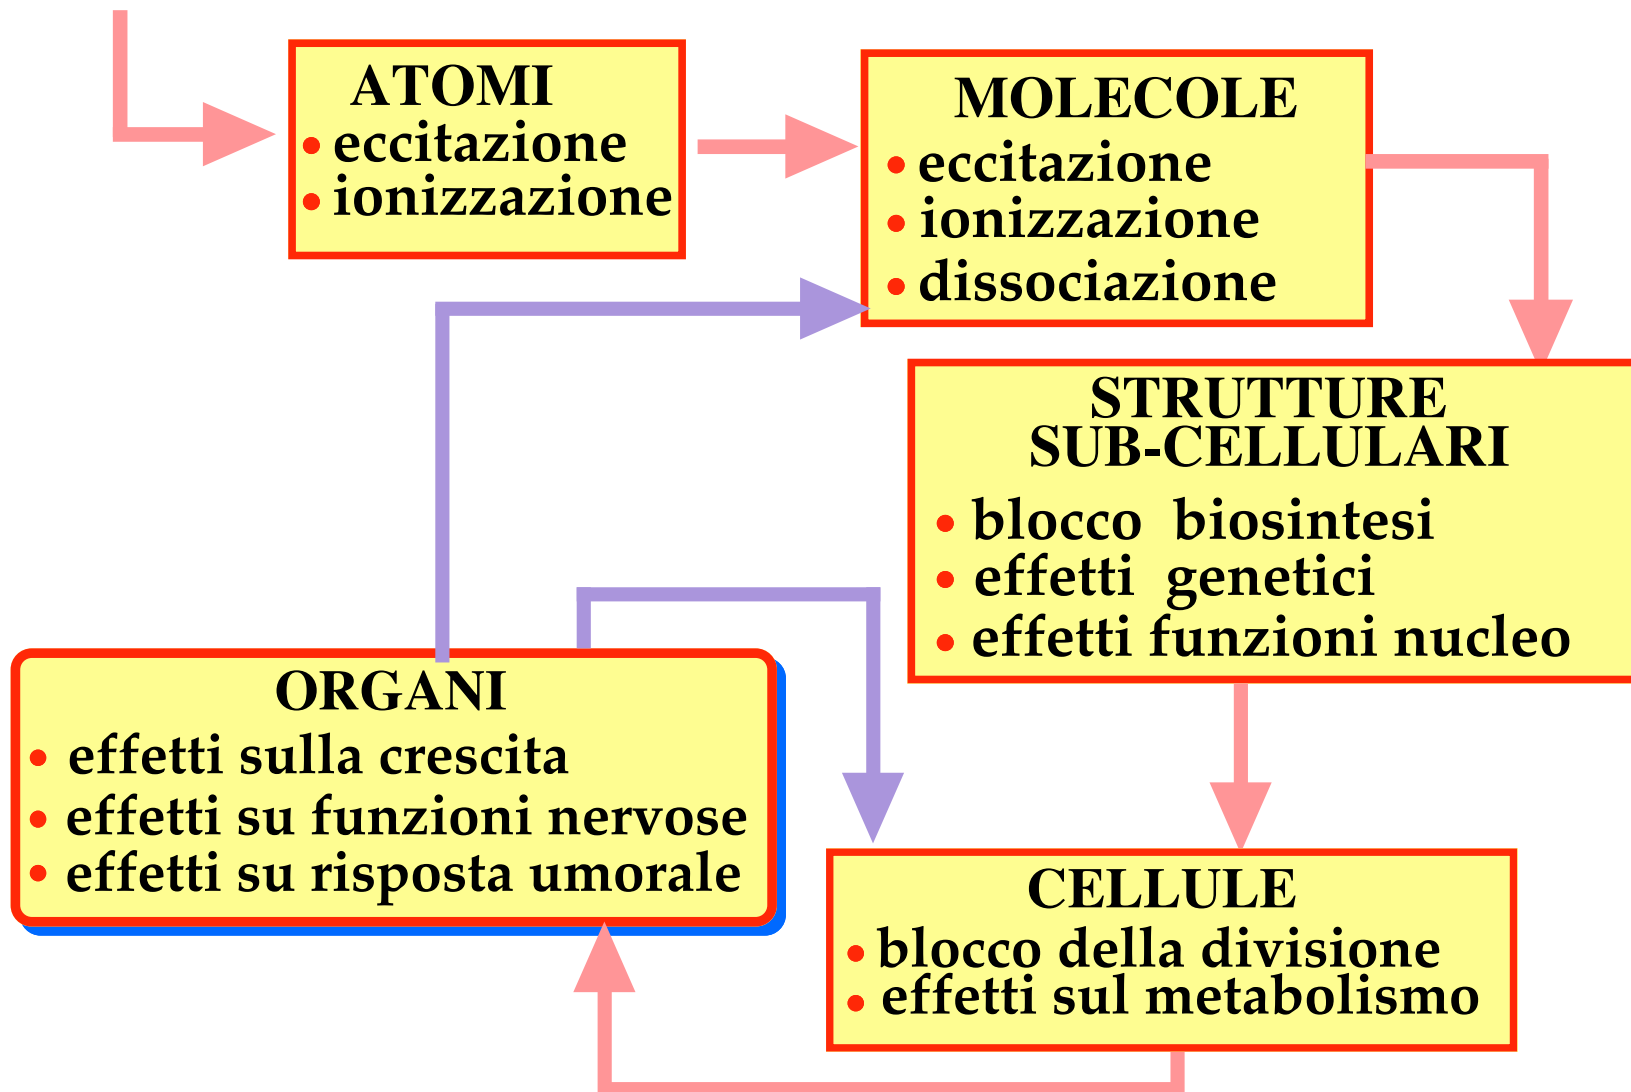 ATOMI
• eccitazione
• ionizzazione
MOLECOLE
• eccitazione
• ionizzazione
• dissociazione
STRUTTURE
SUB-CELLULARI
• blocco biosintesi
• effetti genetici
• effetti funzioni nucleo
ORGANI
• effetti sulla crescita
• effetti su funzioni nervose
• effetti su risposta umorale
CELLULE
• blocco della divisione
• effetti sul metabolismo